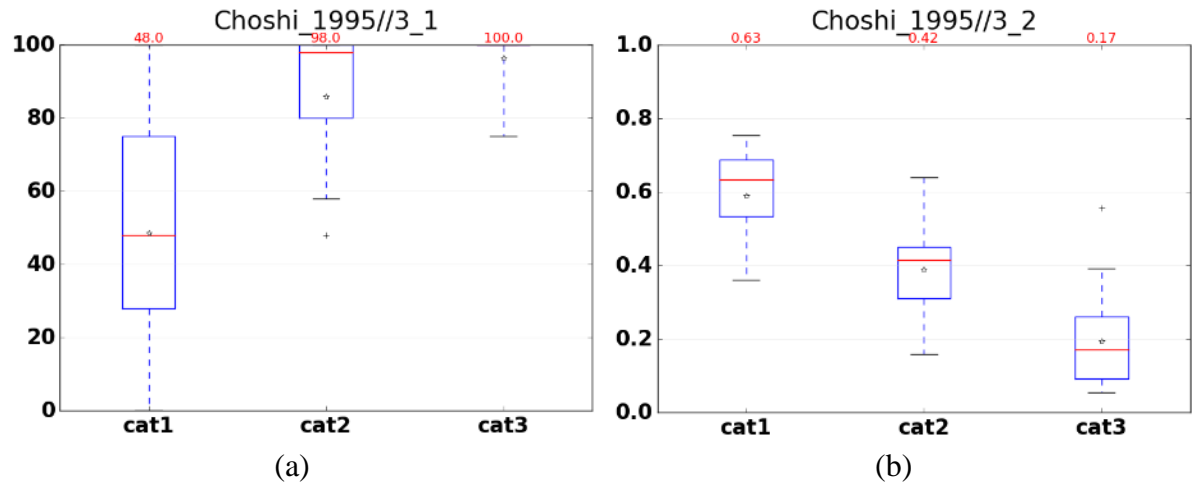 Choshi_1995//3_1
48.0 98.0 100.0
100
80
60
40
20
0
cat1 cat2 cat3
(a)
Choshi_1995//3_2
0.63 0.42 0.17
1.0
0.8
0.6
0.4
0.2
0.0
cat1 cat2 cat3
(b)